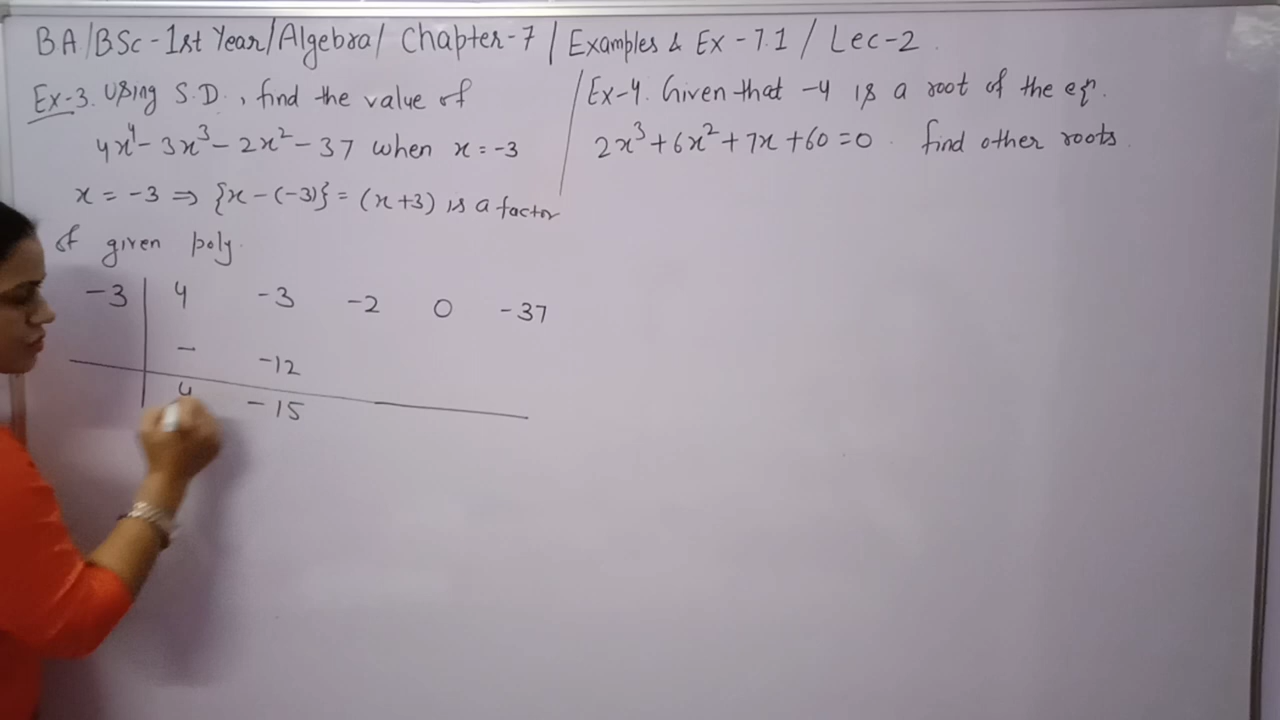 BA/BSc-1st Year/Algebra/ Chapter-7 / Examples & Ex-7.1 / Lec-2
Ex-3. Using S.D., find the value of
4x⁴ - 3x³ - 2x² - 37 when x = -3
x = -3 ⇒ {x-(-3)} = (x+3) is a factor
of given poly.
-3 | 4 -3 -2 0 -37
- -12
4 -15
Ex-4. Given that -4 is a root of the eqn.
2x³ + 6x² + 7x + 60 = 0. find other roots.